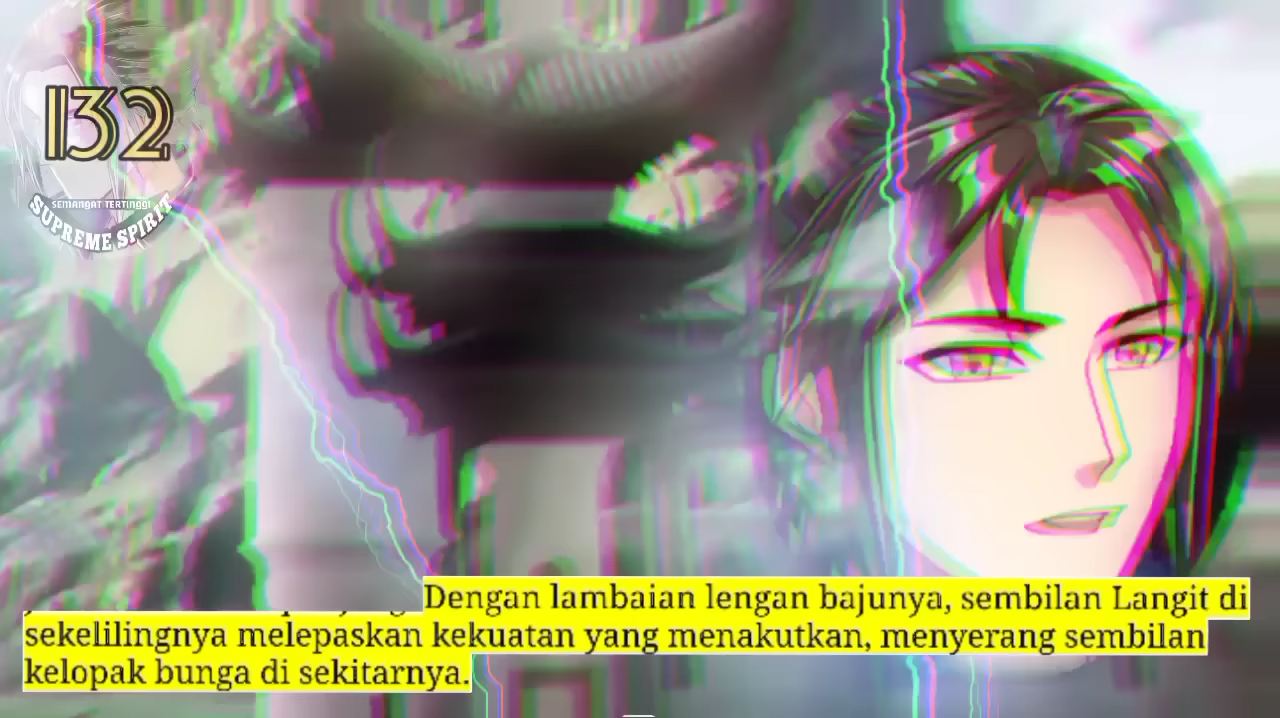 132
SEMANGAT TERTINGGI
SUPREME SPIRIT
Dengan lambaian lengan bajunya, sembilan Langit di
sekelilingnya melepaskan kekuatan yang menakutkan, menyerang sembilan
kelopak bunga di sekitarnya.